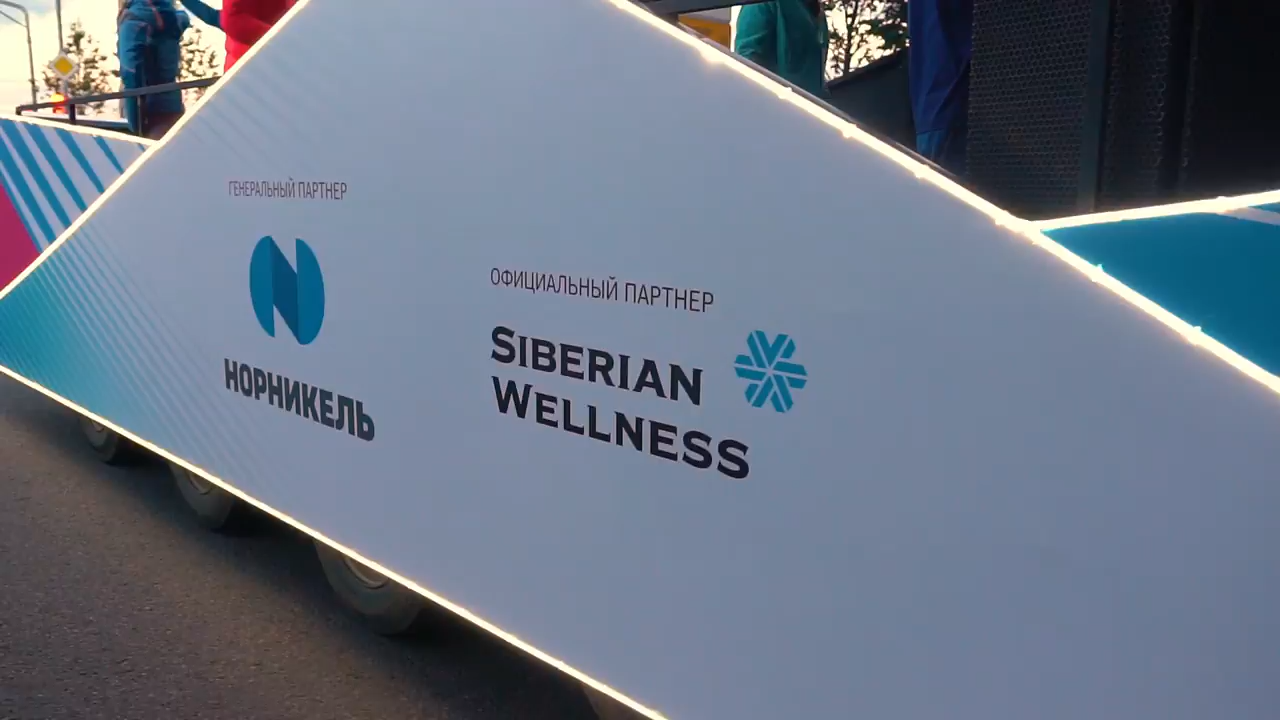 ГЕНЕРАЛЬНЫЙ ПАРТНЕР
НОРНИКЕЛЬ
ОФИЦИАЛЬНЫЙ ПАРТНЕР
SIBERIAN
WELLNESS